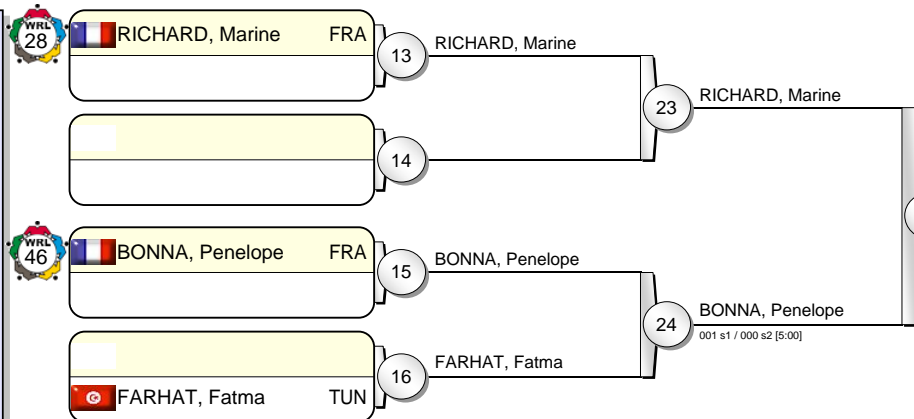 WRL
28
RICHARD, Marine FRA
13
RICHARD, Marine
23
RICHARD, Marine
14
WRL
46
BONNA, Penelope FRA
15
BONNA, Penelope
24
BONNA, Penelope
001 s1 / 000 s2 [5:00]
16
FARHAT, Fatma
FARHAT, Fatma TUN